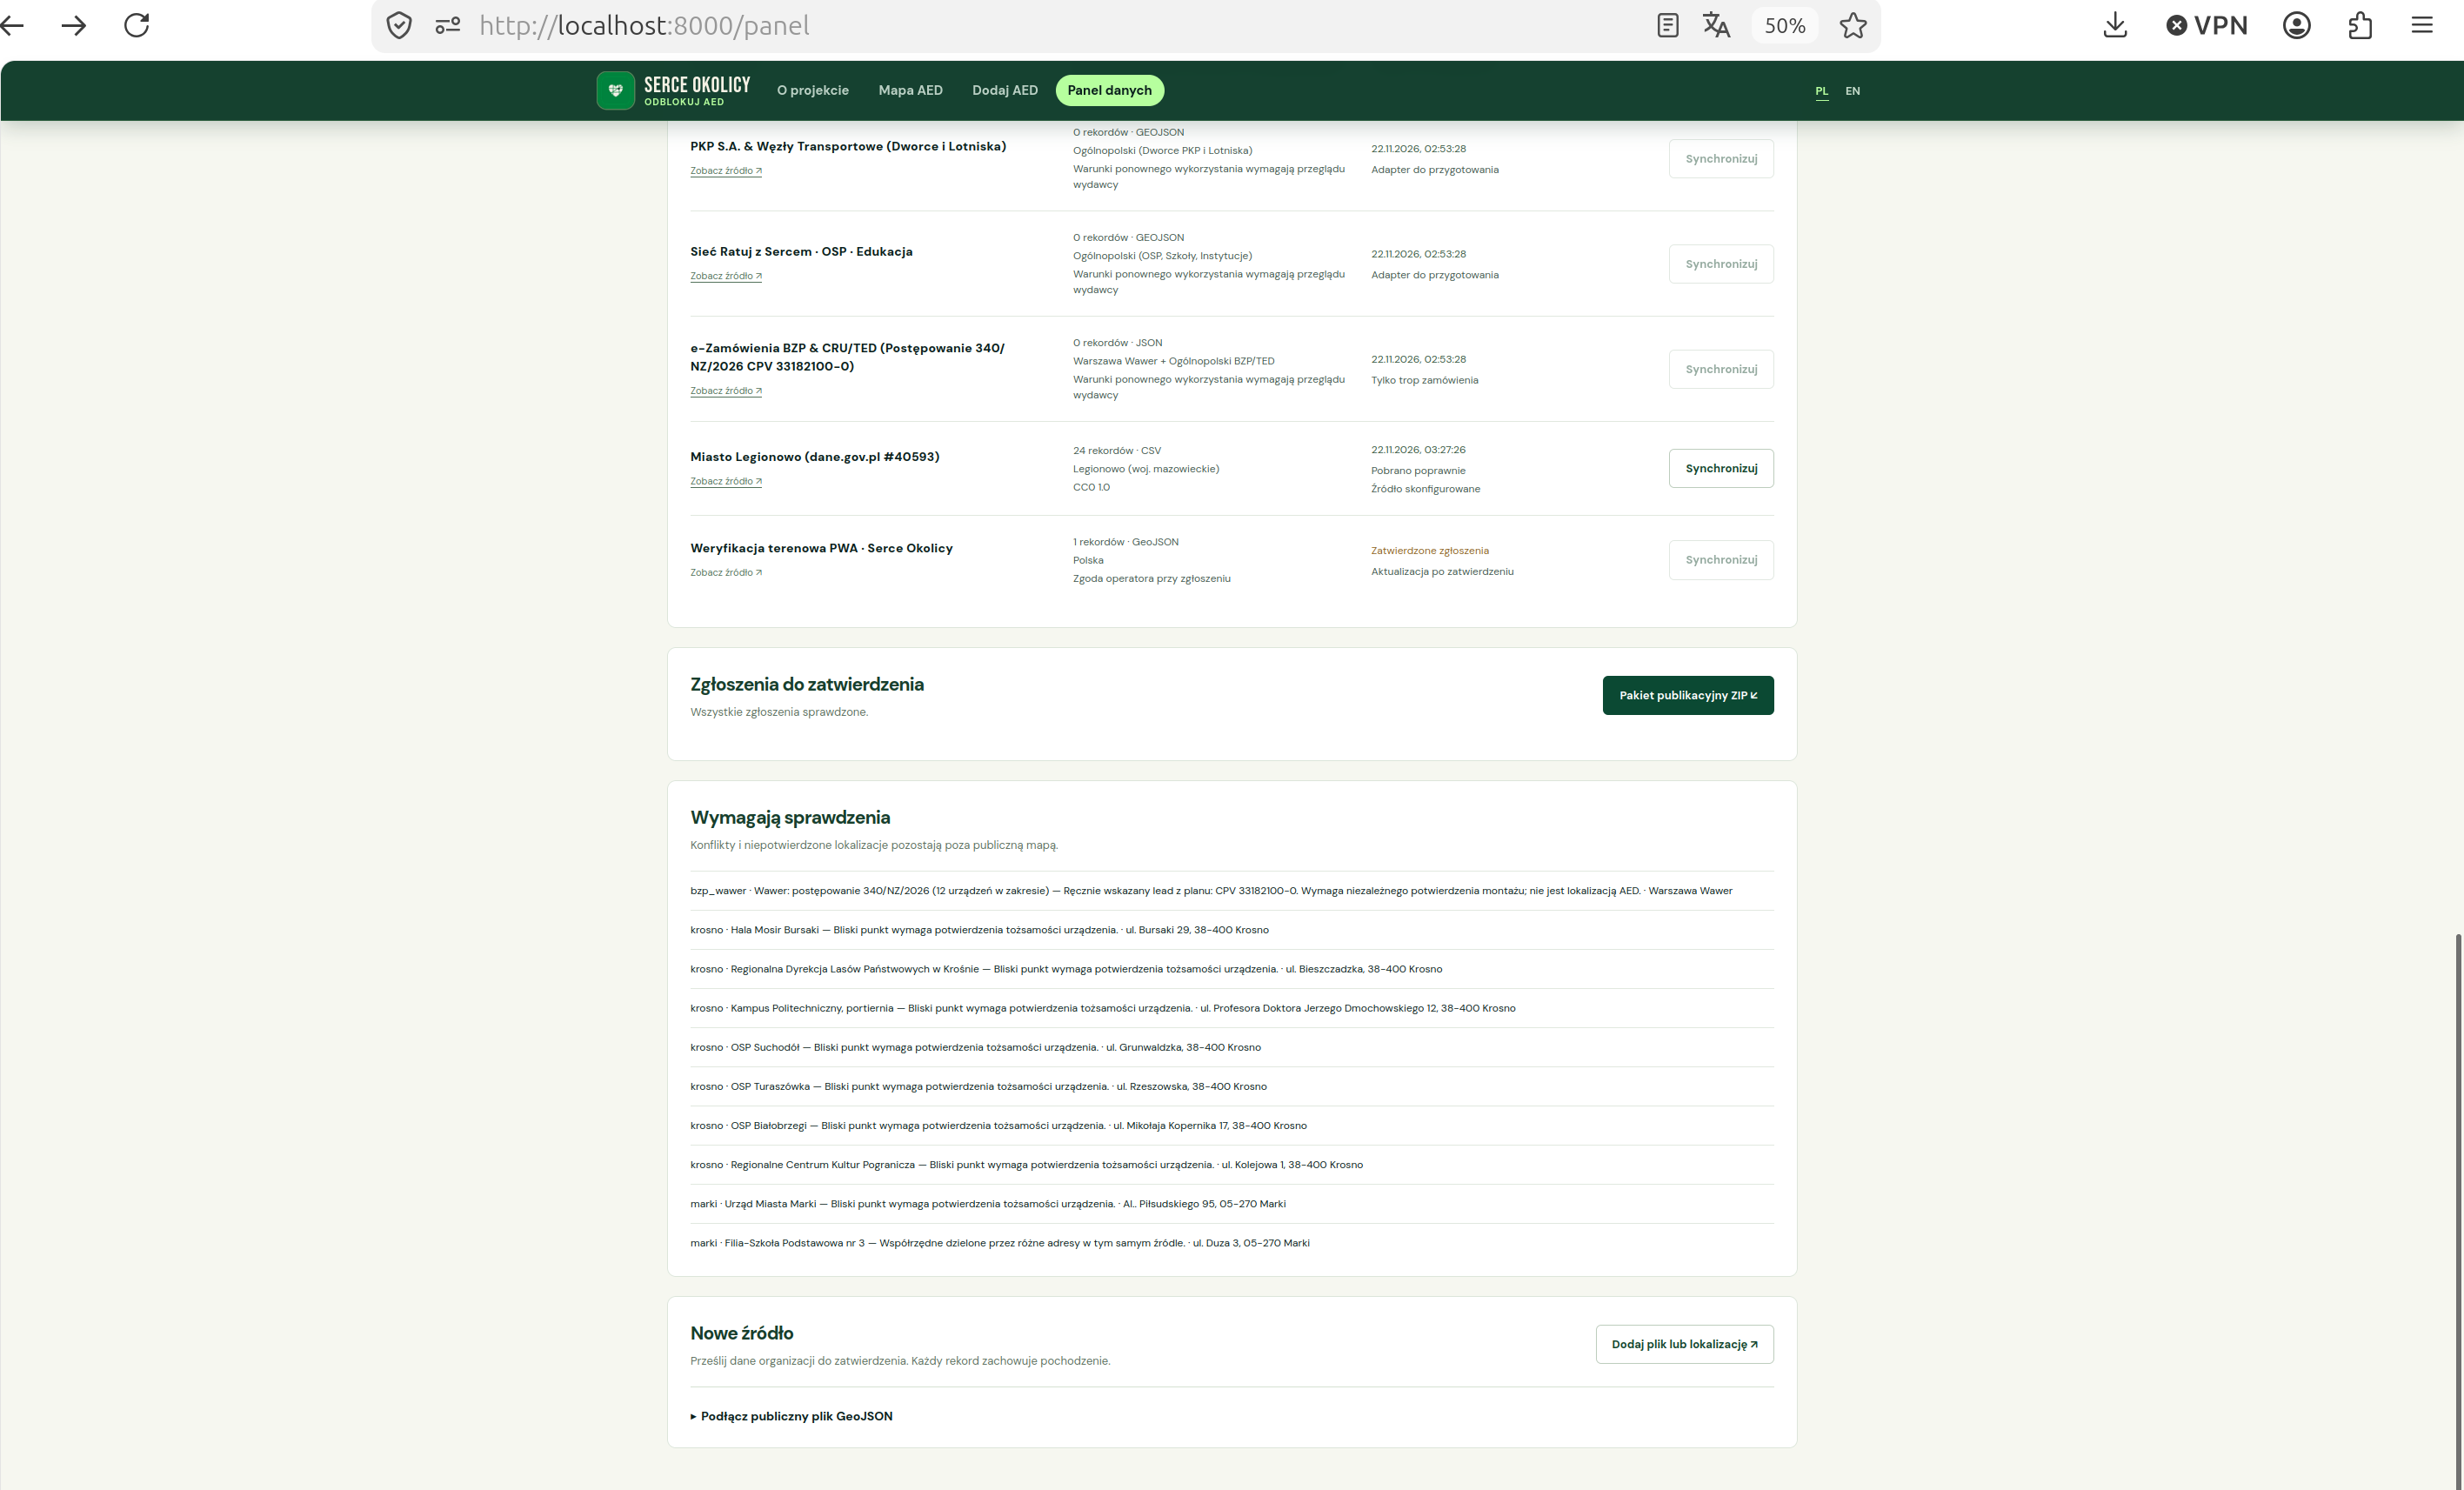 http://localhost:8000/panel
50%
VPN
SERCE OKOLICY
ODBLOKUJ AED
O projekcie
Mapa AED
Dodaj AED
Panel danych
PL
EN
PKP S.A. & Węzły Transportowe (Dworce i Lotniska)
Zobacz źródło ↗
0 rekordów · GEOJSON
Ogólnopolski (Dworce PKP i Lotniska)
Warunki ponownego wykorzystania wymagają przeglądu
wydawcy
22.11.2026, 02:53:28
Adapter do przygotowania
Synchronizuj
Sieć Ratuj z Sercem · OSP · Edukacja
Zobacz źródło ↗
0 rekordów · GEOJSON
Ogólnopolski (OSP, Szkoły, Instytucje)
Warunki ponownego wykorzystania wymagają przeglądu
wydawcy
22.11.2026, 02:53:28
Adapter do przygotowania
Synchronizuj
e-Zamówienia BZP & CRU/TED (Postępowanie 340/
NZ/2026 CPV 33182100-0)
Zobacz źródło ↗
0 rekordów · JSON
Warszawa Wawer + Ogólnopolski BZP/TED
Warunki ponownego wykorzystania wymagają przeglądu
wydawcy
22.11.2026, 02:53:28
Tylko trop zamówienia
Synchronizuj
Miasto Legionowo (dane.gov.pl #40593)
Zobacz źródło ↗
24 rekordów · CSV
Legionowo (woj. mazowieckie)
CC0 1.0
22.11.2026, 03:27:26
Pobrano poprawnie
Źródło skonfigurowane
Synchronizuj
Weryfikacja terenowa PWA · Serce Okolicy
Zobacz źródło ↗
1 rekordów · GeoJSON
Polska
Zgoda operatora przy zgłoszeniu
Zatwierdzone zgłoszenia
Aktualizacja po zatwierdzeniu
Synchronizuj
Zgłoszenia do zatwierdzenia
Wszystkie zgłoszenia sprawdzone.
Pakiet publikacyjny ZIP ↙
Wymagają sprawdzenia
Konflikty i niepotwierdzone lokalizacje pozostają poza publiczną mapą.
bzp_wawer · Wawer: postępowanie 340/NZ/2026 (12 urządzeń w zakresie) — Ręcznie wskazany lead z planu: CPV 33182100-0. Wymaga niezależnego potwierdzenia montażu; nie jest lokalizacją AED. · Warszawa Wawer
krosno · Hala Mosir Bursaki — Bliski punkt wymaga potwierdzenia tożsamości urządzenia. · ul. Bursaki 29, 38-400 Krosno
krosno · Regionalna Dyrekcja Lasów Państwowych w Krośnie — Bliski punkt wymaga potwierdzenia tożsamości urządzenia. · ul. Bieszczadzka, 38-400 Krosno
krosno · Kampus Politechniczny, portiernia — Bliski punkt wymaga potwierdzenia tożsamości urządzenia. · ul. Profesora Doktora Jerzego Dmochowskiego 12, 38-400 Krosno
krosno · OSP Suchodół — Bliski punkt wymaga potwierdzenia tożsamości urządzenia. · ul. Grunwaldzka, 38-400 Krosno
krosno · OSP Turaszówka — Bliski punkt wymaga potwierdzenia tożsamości urządzenia. · ul. Rzeszowska, 38-400 Krosno
krosno · OSP Białobrzegi — Bliski punkt wymaga potwierdzenia tożsamości urządzenia. · ul. Mikołaja Kopernika 17, 38-400 Krosno
krosno · Regionalne Centrum Kultur Pogranicza — Bliski punkt wymaga potwierdzenia tożsamości urządzenia. · ul. Kolejowa 1, 38-400 Krosno
marki · Urząd Miasta Marki — Bliski punkt wymaga potwierdzenia tożsamości urządzenia. · Al.. Piłsudskiego 95, 05-270 Marki
marki · Filia-Szkoła Podstawowa nr 3 — Współrzędne dzielone przez różne adresy w tym samym źródle. · ul. Duza 3, 05-270 Marki
Nowe źródło
Prześlij dane organizacji do zatwierdzenia. Każdy rekord zachowuje pochodzenie.
Dodaj plik lub lokalizację ↗
▸ Podłącz publiczny plik GeoJSON